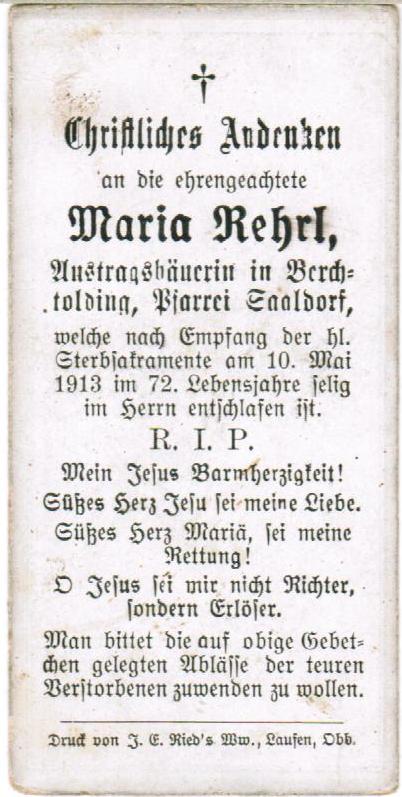 †
Christliches Andenken
an die ehrengeachtete
Maria Rehrl,
Austragsbäuerin in Berch-
tolding, Pfarrei Saaldorf,
welche nach Empfang der hl.
Sterbsakramente am 10. Mai
1913 im 72. Lebensjahre selig
im Herrn entschlafen ist.
R. I. P.
Mein Jesus Barmherzigkeit!
Süßes Herz Jesu sei meine Liebe.
Süßes Herz Mariä, sei meine
Rettung!
O Jesus sei mir nicht Richter,
sondern Erlöser.
Man bittet die auf obige Gebet-
chen gelegten Ablässe der teuren
Verstorbenen zuwenden zu wollen.
Druck von J. E. Ried's Ww., Laufen, Obb.